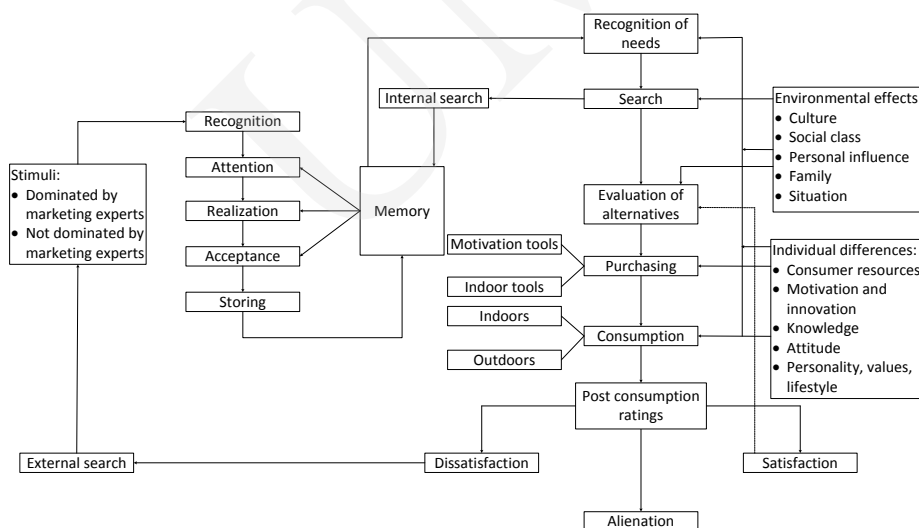 Recognition of
needs
Internal search
Search
Environmental effects
• Culture
• Social class
• Personal influence
• Family
• Situation
Recognition
Attention
Realization
Acceptance
Storing
Stimuli:
• Dominated by
marketing experts
• Not dominated by
marketing experts
Memory
Evaluation of
alternatives
Motivation tools
Purchasing
Indoor tools
Indoors
Consumption
Outdoors
Individual differences:
• Consumer resources
• Motivation and
innovation
• Knowledge
• Attitude
• Personality, values,
lifestyle
Post consumption
ratings
External search
Dissatisfaction
Satisfaction
Alienation